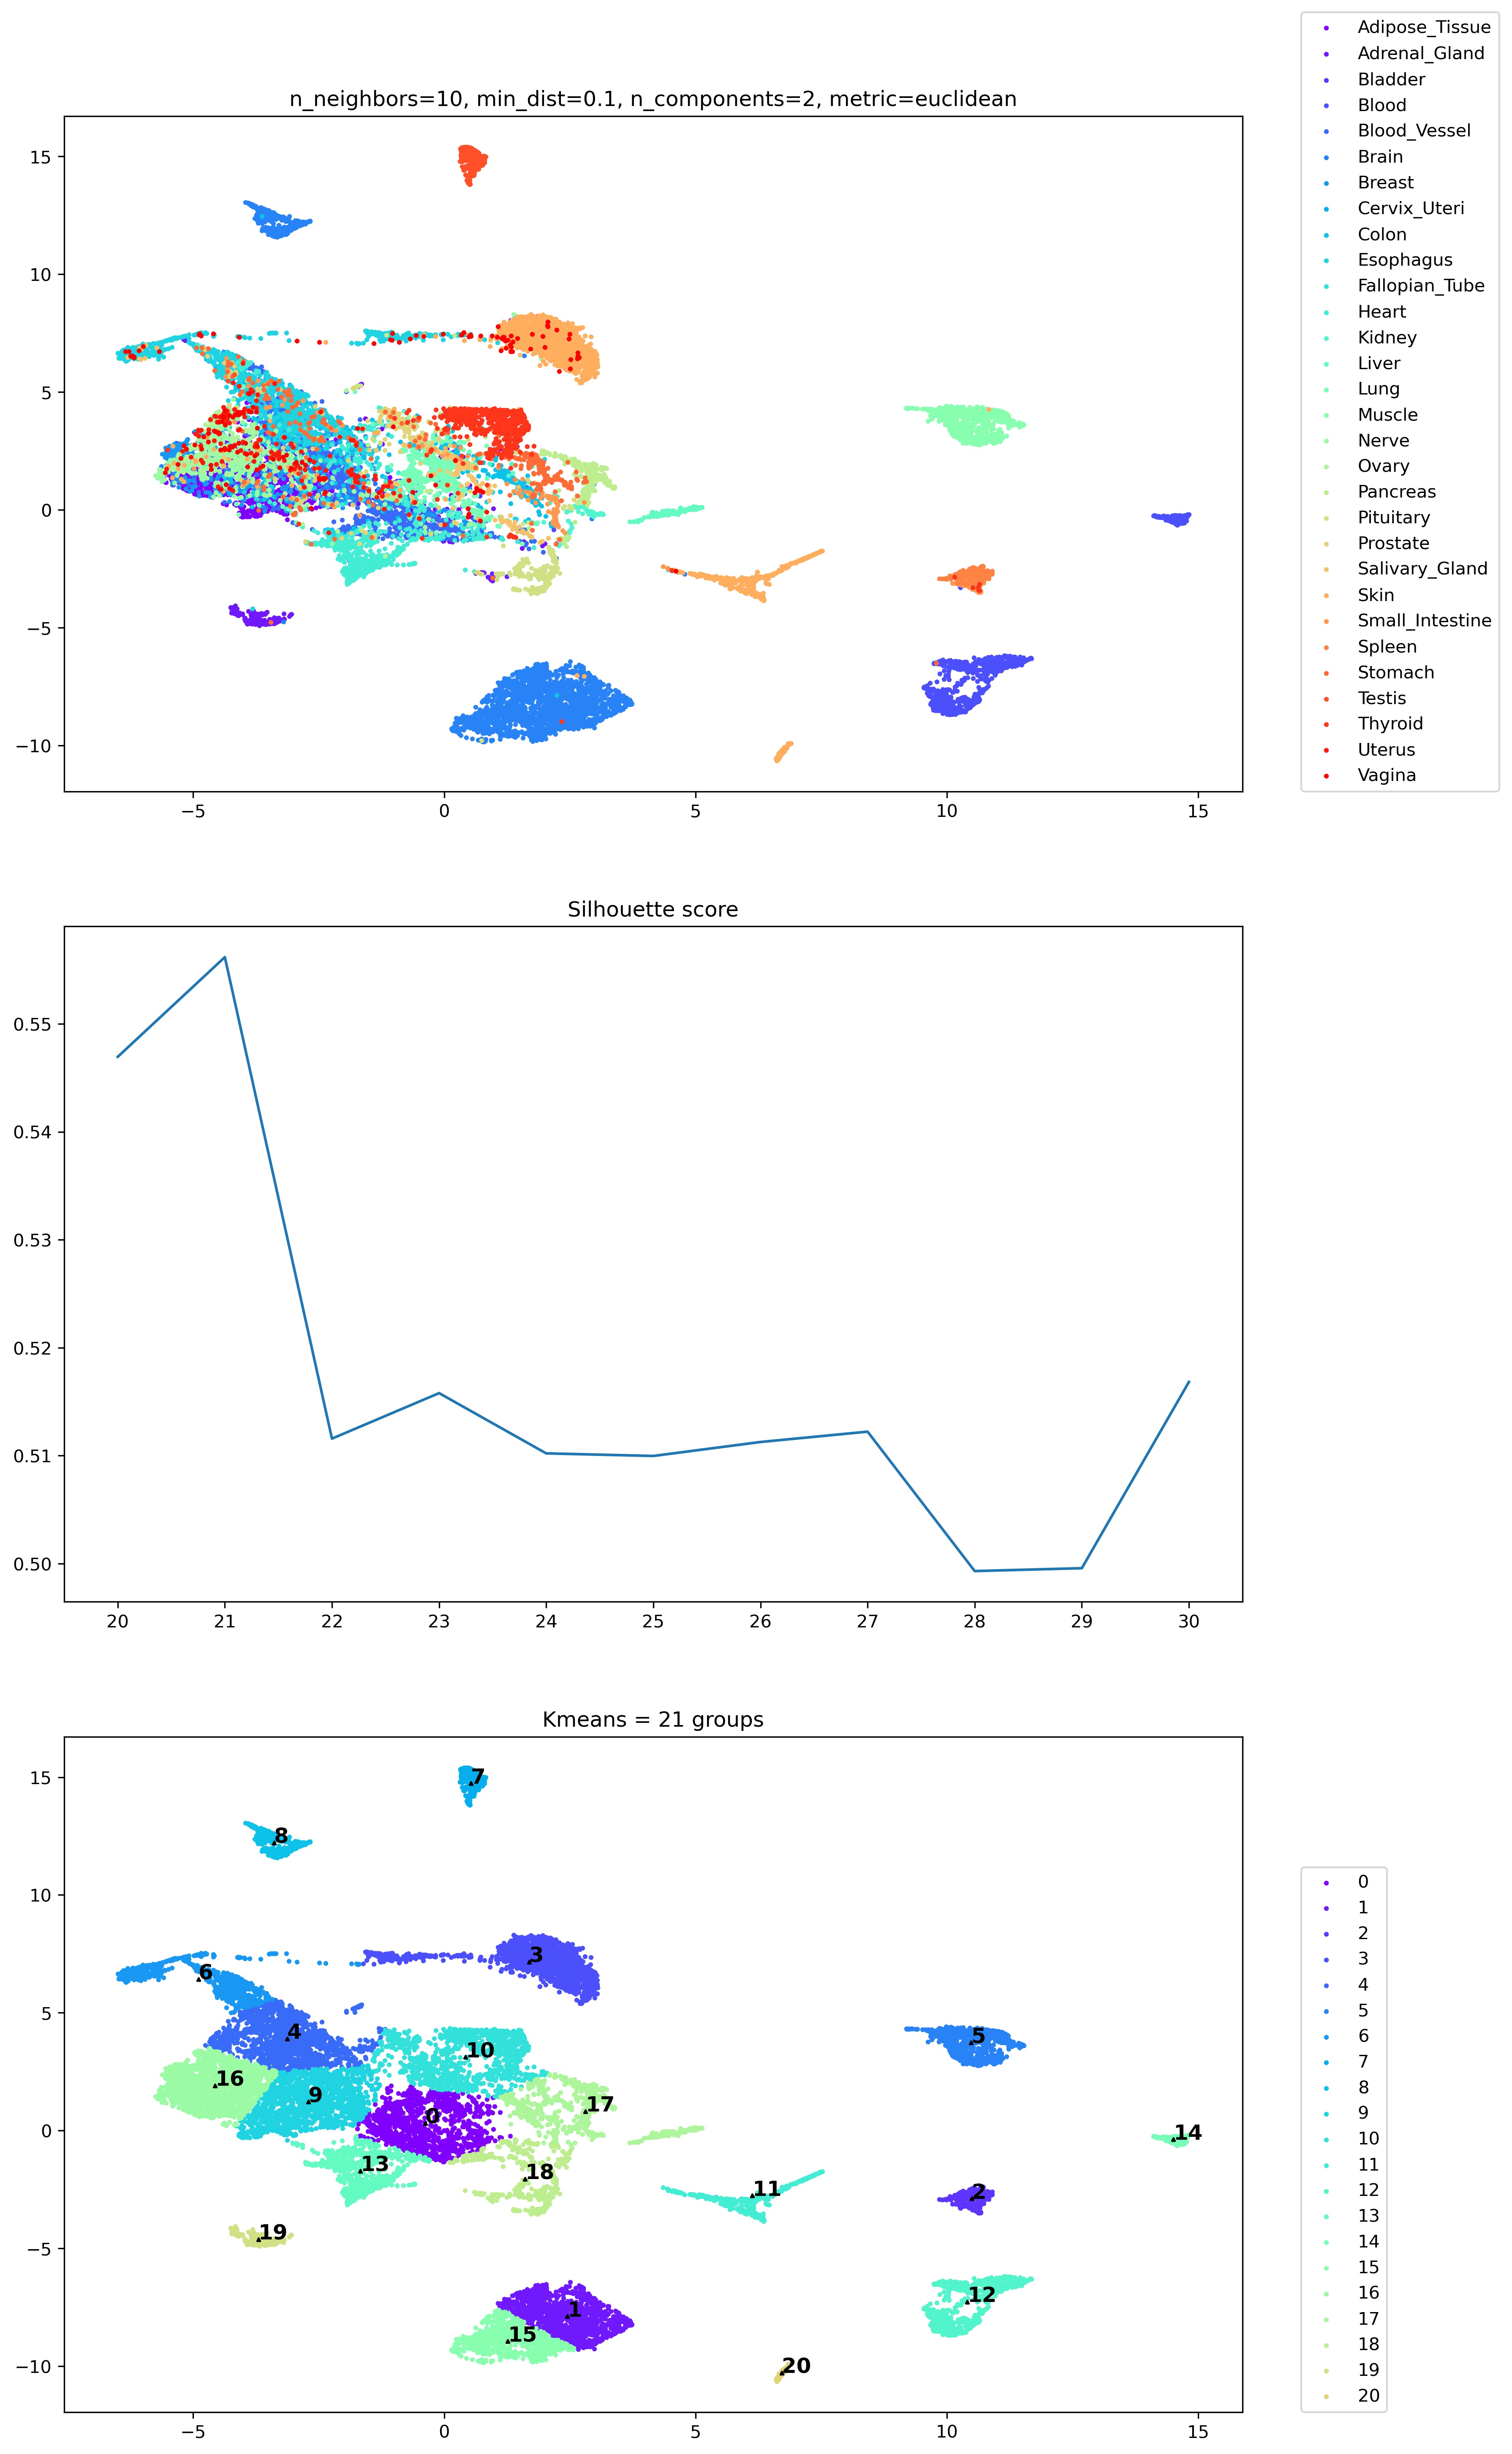 n_neighbors=10, min_dist=0.1, n_components=2, metric=euclidean
15
10
5
0
−5
−10
−5
0
5
10
15
Adipose_Tissue
Adrenal_Gland
Bladder
Blood
Blood_Vessel
Brain
Breast
Cervix_Uteri
Colon
Esophagus
Fallopian_Tube
Heart
Kidney
Liver
Lung
Muscle
Nerve
Ovary
Pancreas
Pituitary
Prostate
Salivary_Gland
Skin
Small_Intestine
Spleen
Stomach
Testis
Thyroid
Uterus
Vagina
Silhouette score
0.55
0.54
0.53
0.52
0.51
0.50
20
21
22
23
24
25
26
27
28
29
30
Kmeans = 21 groups
15
10
5
0
−5
−10
−5
0
5
10
15
7
8
3
6
4
10
5
16
9
17
0
14
13
18
11
2
19
12
1
15
20
0
1
2
3
4
5
6
7
8
9
10
11
12
13
14
15
16
17
18
19
20